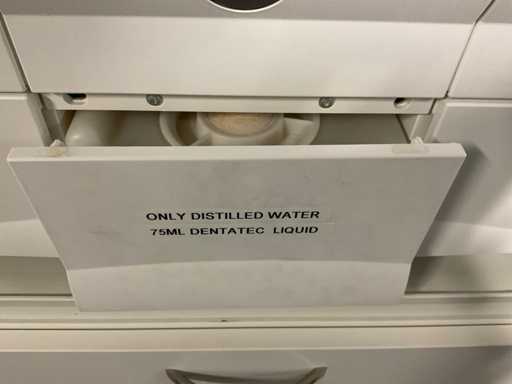 ONLY DISTILLED WATER
75ML DENTATEC LIQUID